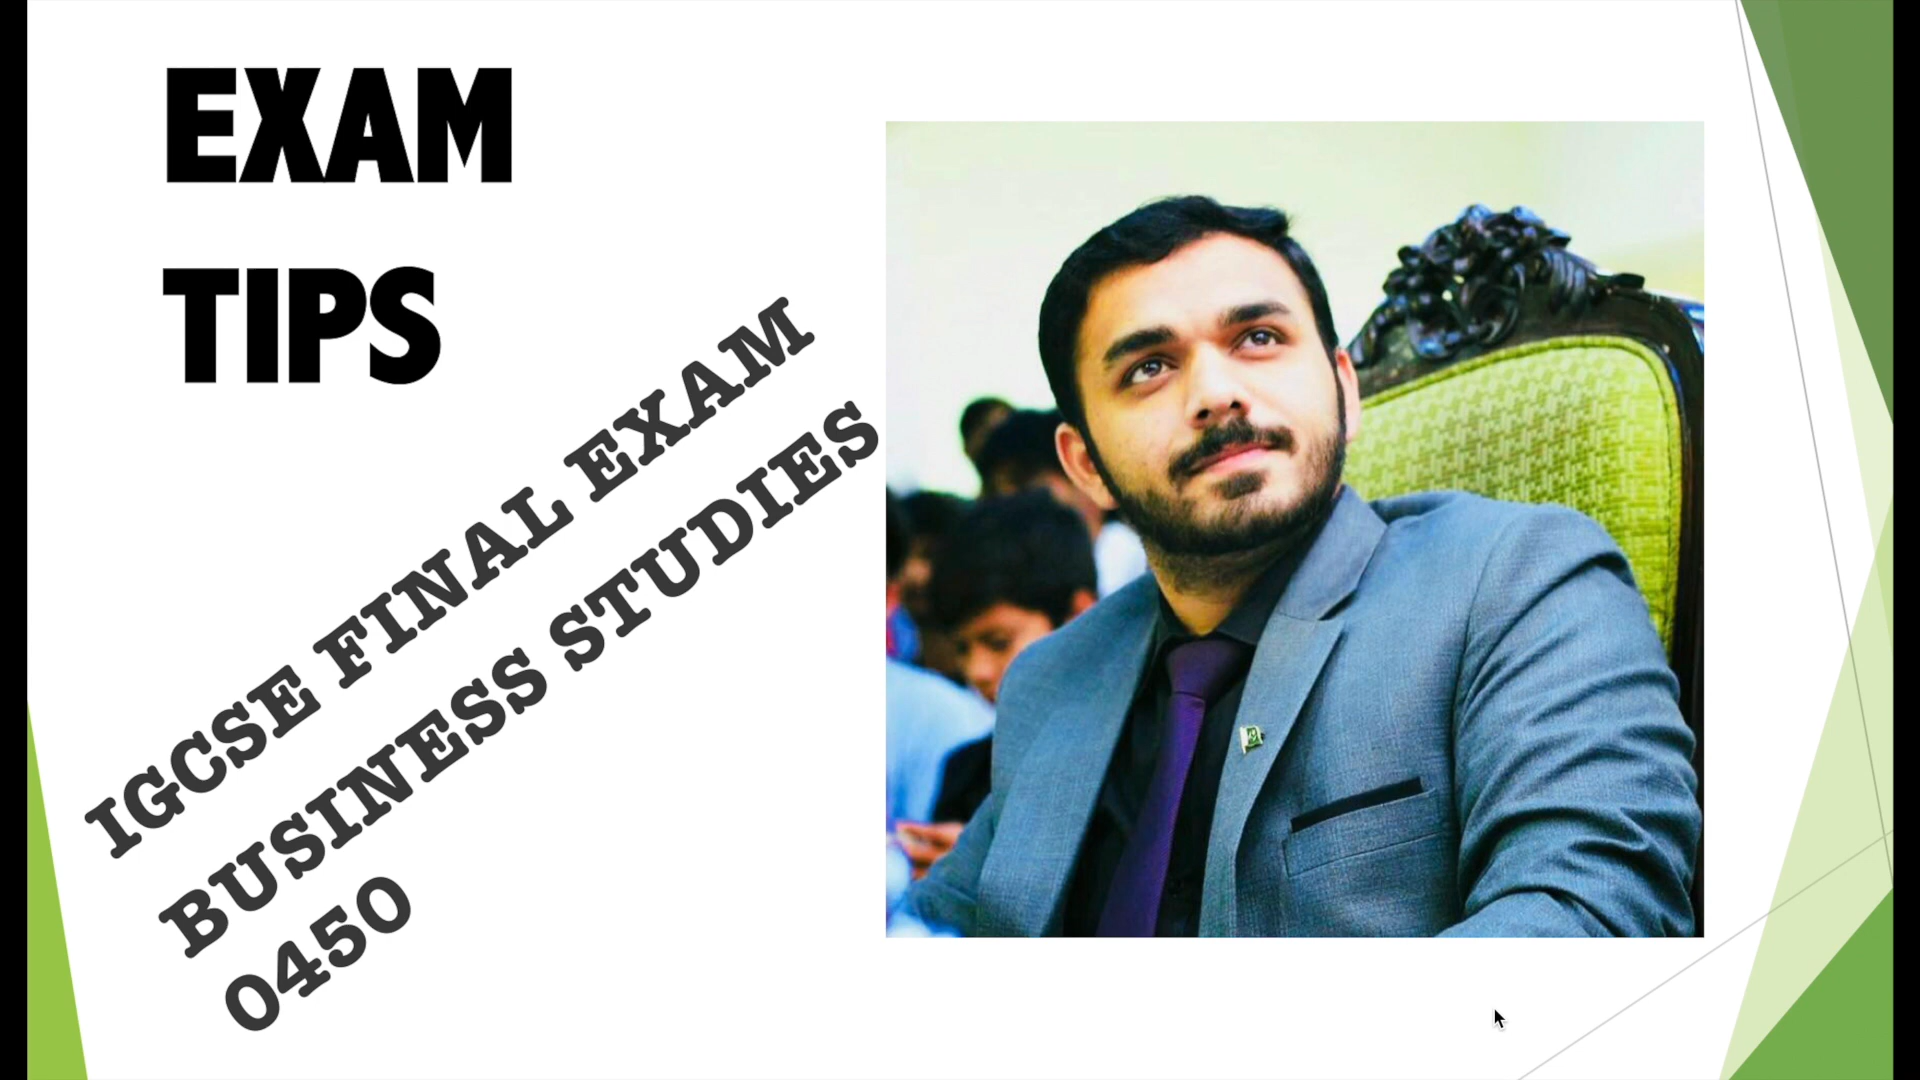 EXAM
TIPS
IGCSE FINAL EXAM
BUSINESS STUDIES
0450